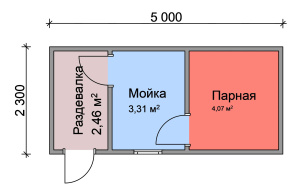 5 000
2 300
Раздевалка
2,46 м²
Мойка
3,31 м²
Парная
4,07 м²